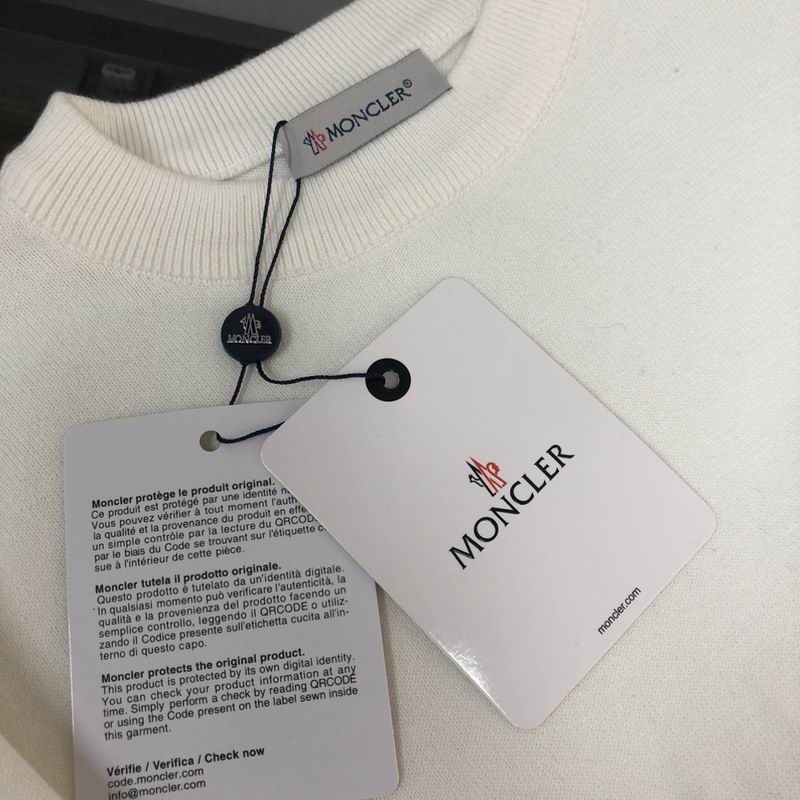 MONCLER®
MONCLER
MONCLER
moncler.com
Moncler protège le produit original.
Ce produit est protégé par une identité
Vous pouvez vérifier à tout moment
la qualité et la provenance du produit en
un simple contrôle par la lecture du
par le biais du Code se trouvant sur l'étiquette
sue à l'intérieur de cette pièce.
Moncler tutela il prodotto originale.
Questo prodotto è tutelato da un'identità digitale.
In qualsiasi momento può verificare l'autenticità, la
qualità e la provenienza del prodotto facendo un
semplice controllo, leggendo il QRCODE o utiliz-
zando il Codice presente sull'etichetta cucita all'in-
terno di questo capo.
Moncler protects the original product.
This product is protected by its own digital identity.
You can check your product information at any
time. Simply perform a check by reading QRCODE
or using the Code present on the label sewn inside
this garment.
Vérifie / Verifica / Check now
code.moncler.com
info@moncler.com